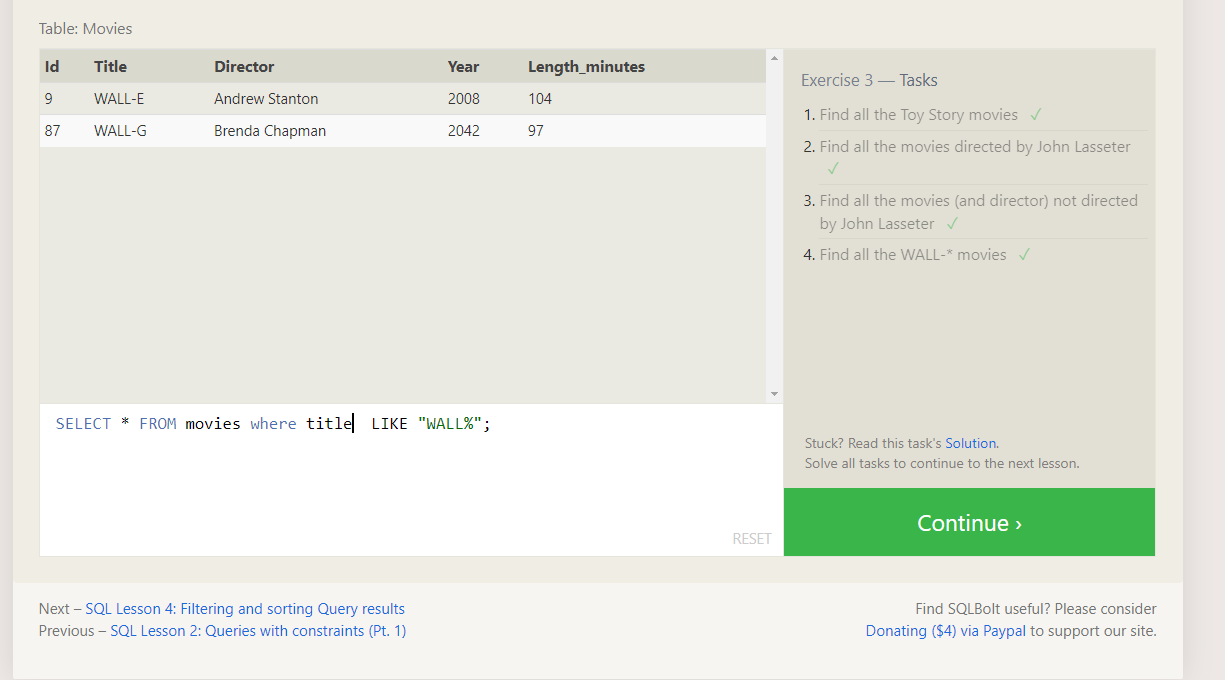 Table: Movies
Id Title Director Year Length_minutes
9 WALL-E Andrew Stanton 2008 104
87 WALL-G Brenda Chapman 2042 97
SELECT * FROM movies where title  LIKE "WALL%";
RESET
Exercise 3 — Tasks
1. Find all the Toy Story movies ✓
2. Find all the movies directed by John Lasseter
✓
3. Find all the movies (and director) not directed
by John Lasseter ✓
4. Find all the WALL-* movies ✓
Stuck? Read this task's Solution.
Solve all tasks to continue to the next lesson.
Continue ›
Next – SQL Lesson 4: Filtering and sorting Query results
Previous – SQL Lesson 2: Queries with constraints (Pt. 1)
Find SQLBolt useful? Please consider
Donating ($4) via Paypal to support our site.